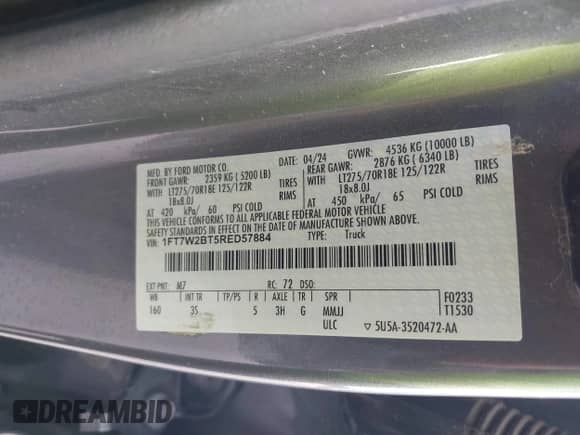 MFD. BY FORD MOTOR CO.
04/24 GVWR: 4536 KG (10000 LB)
FRONT GAWR: 2359 KG (5200 LB) REAR GAWR: 2876 KG (6340 LB)
WITH LT275/70R18E 125/122R TIRES WITH LT275/70R18E 125/122R TIRES
18x8.0J RIMS 18x8.0J RIMS
AT 420 kPa/ 60 PSI COLD AT 450 kPa/ 65 PSI COLD
THIS VEHICLE CONFORMS TO ALL APPLICABLE FEDERAL MOTOR VEHICLE
SAFETY STANDARDS IN EFFECT ON THE DATE OF MANUFACTURE SHOWN ABOVE.
VIN: 1FT7W2BT5RED57884 TYPE: Truck
EXT PNT: M7 RC: 72 DSO:
WB INT TR TP/PS R AXLE TR SPR F0233
160 3S 5 3H G MMJJ T1530
ULC 5U5A-3520472-AA
DREAMBID